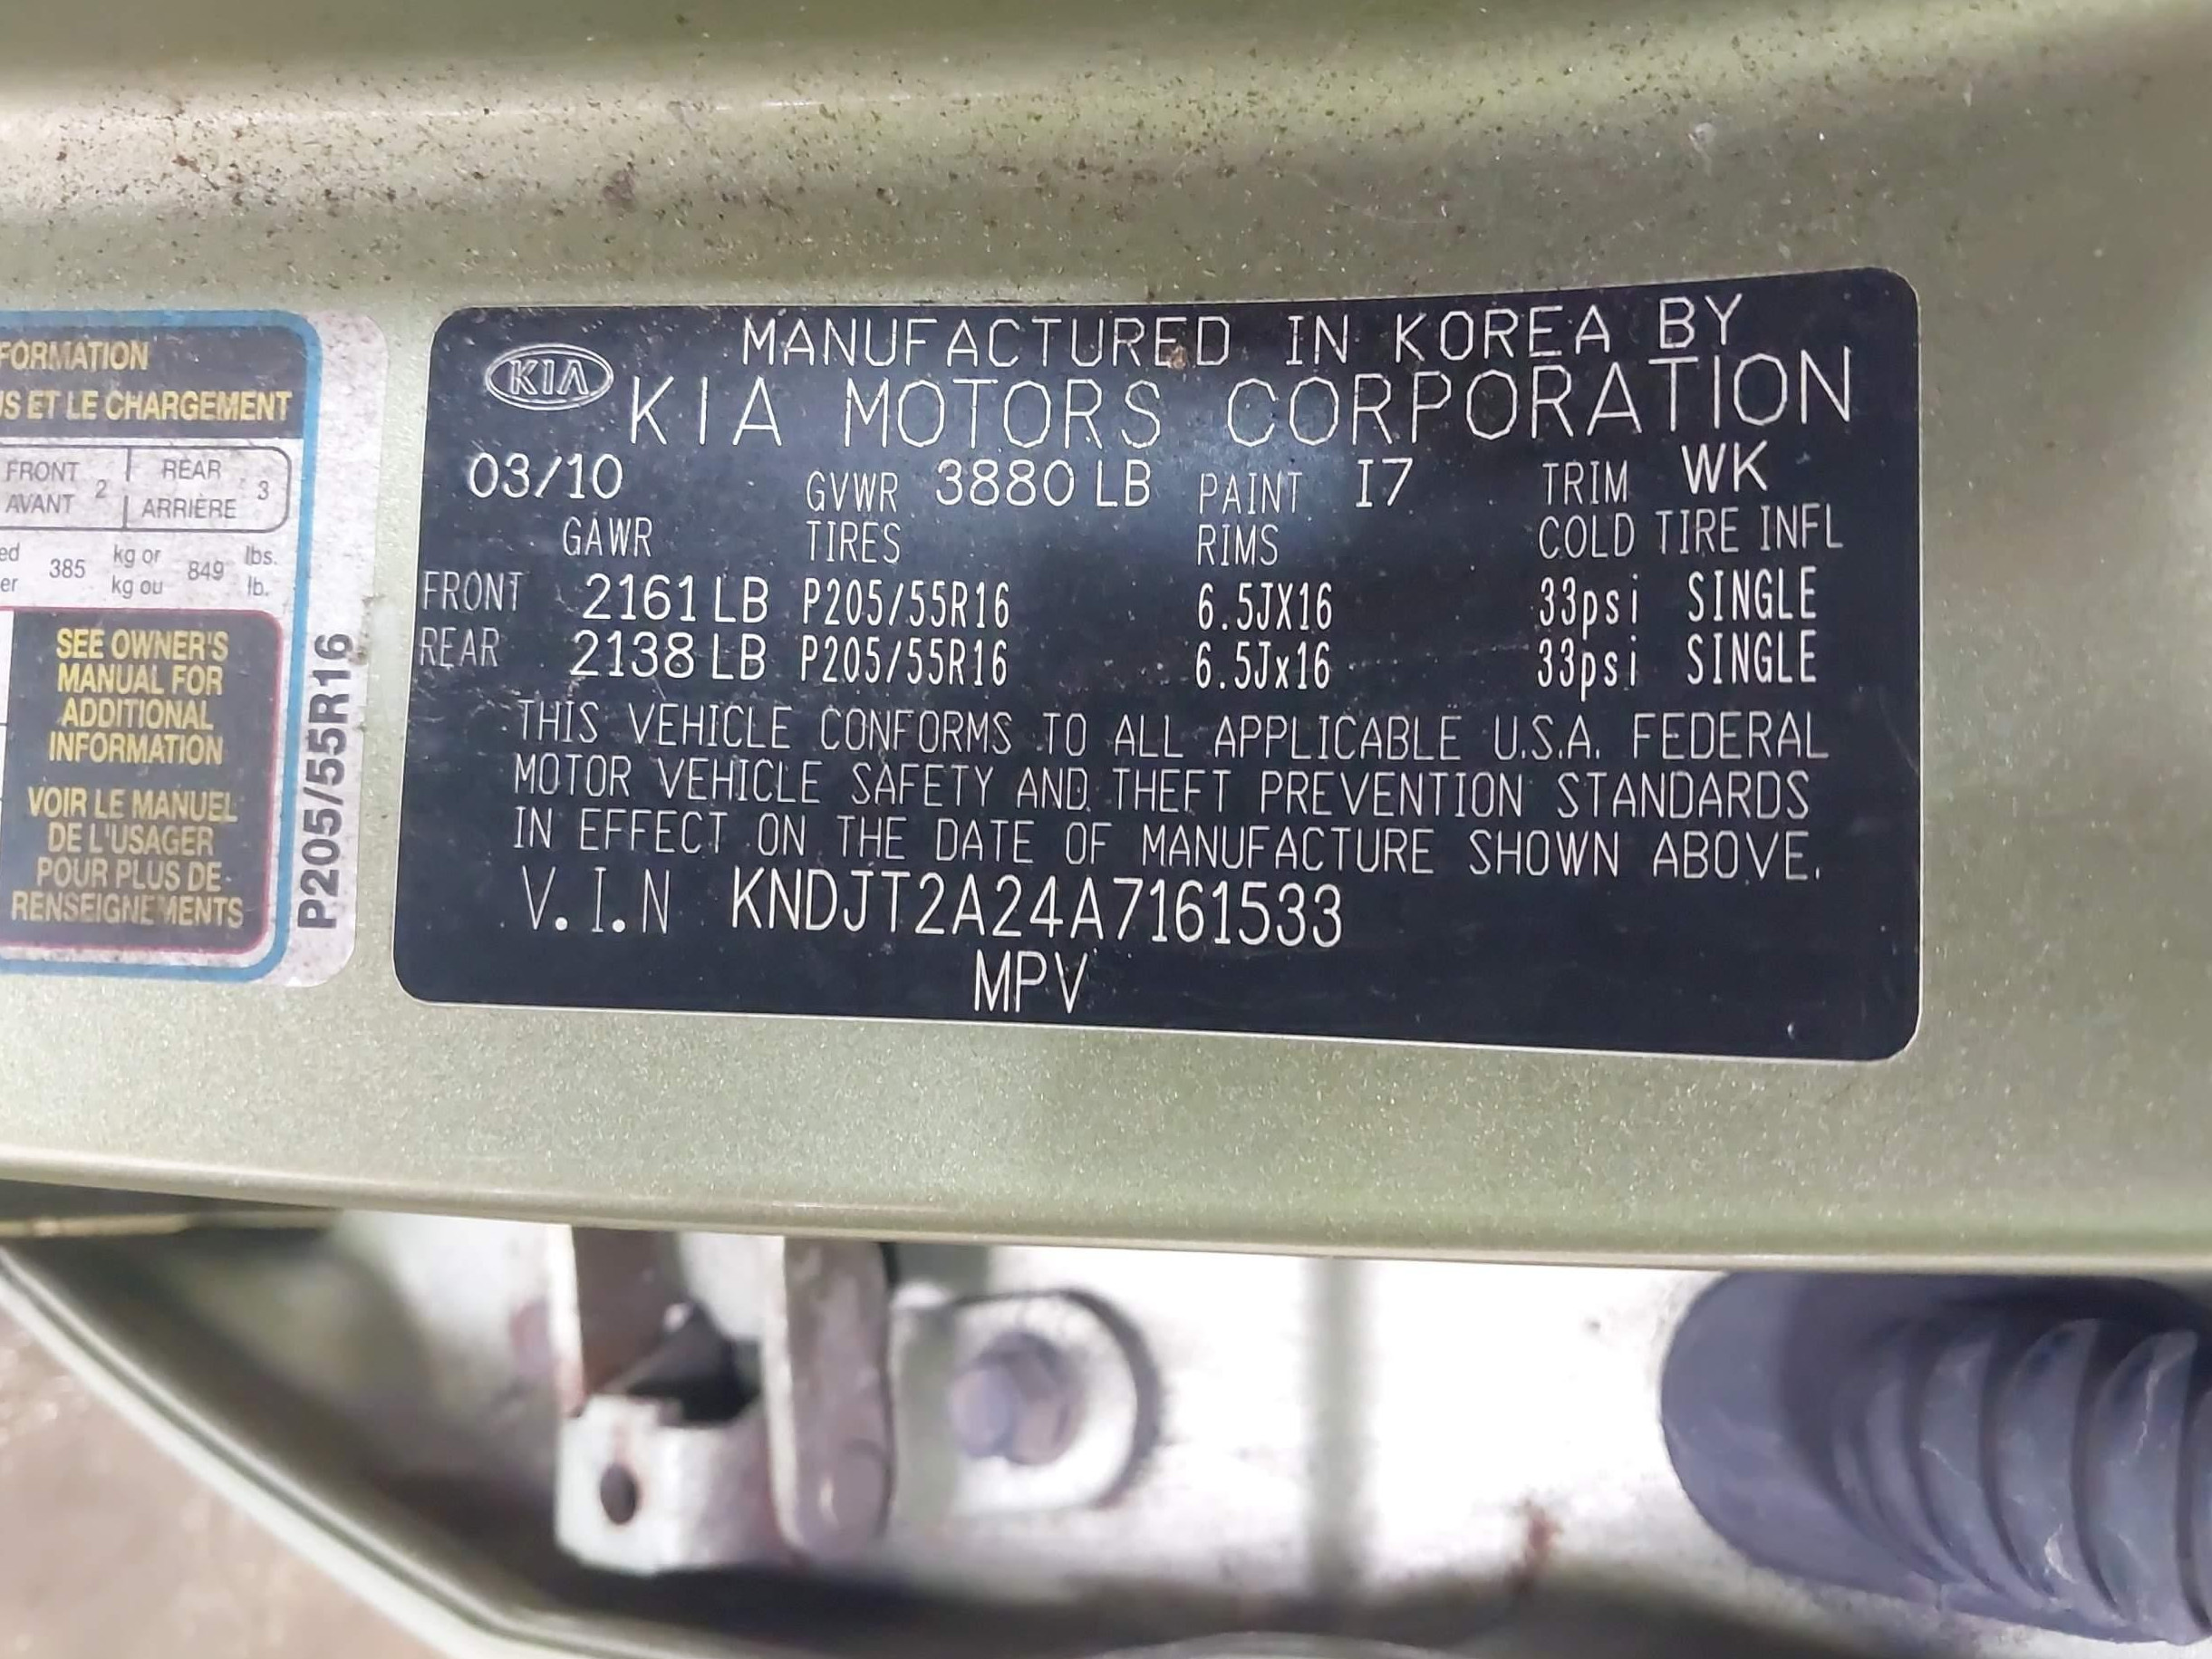 FORMATION
US ET LE CHARGEMENT
FRONT 2 REAR 3
AVANT ARRIÈRE
ed 385 kg or 849 lbs.
er kg ou lb.
SEE OWNER'S
MANUAL FOR
ADDITIONAL
INFORMATION
VOIR LE MANUEL
DE L'USAGER
POUR PLUS DE
RENSEIGNEMENTS
P205/55R16
KIA
MANUFACTURED IN KOREA BY
KIA MOTORS CORPORATION
03/10 GVWR 3880 LB PAINT I7 TRIM WK
GAWR TIRES RIMS COLD TIRE INFL
FRONT 2161 LB P205/55R16 6.5JX16 33psi SINGLE
REAR 2138 LB P205/55R16 6.5Jx16 33psi SINGLE
THIS VEHICLE CONFORMS TO ALL APPLICABLE U.S.A. FEDERAL
MOTOR VEHICLE SAFETY AND THEFT PREVENTION STANDARDS
IN EFFECT ON THE DATE OF MANUFACTURE SHOWN ABOVE.
V.I.N KNDJT2A24A7161533
MPV